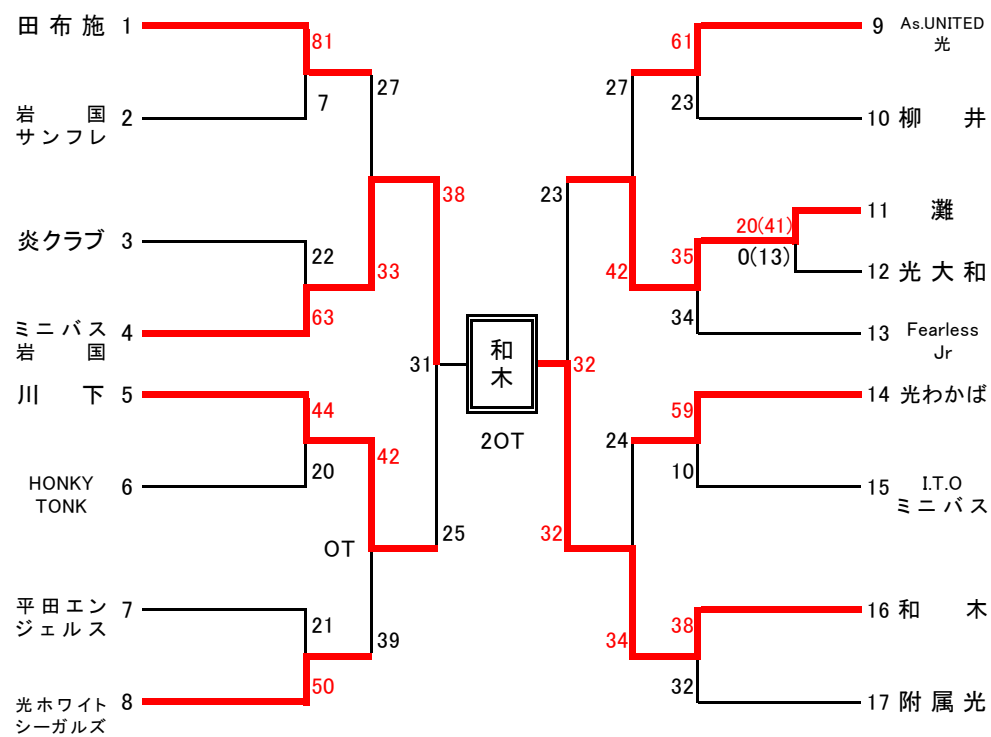 田布施 1
81
7
岩国
サンフレ 2
27
炎クラブ 3
22
63
ミニバス
岩国 4
33
38
川下 5
44
20
HONKY
TONK 6
42
OT
平田エン
ジェルス 7
21
50
光ホワイト
シーガルズ 8
39
25
31
和
木
2OT
32
23
32
27
42
24
34
61
23
9 As.UNITED
光
10 柳井
35
34
20(41)
0(13)
11 灘
12 光大和
13 Fearless
Jr
59
10
14 光わかば
15 I.T.O
ミニバス
38
32
16 和木
17 附属光